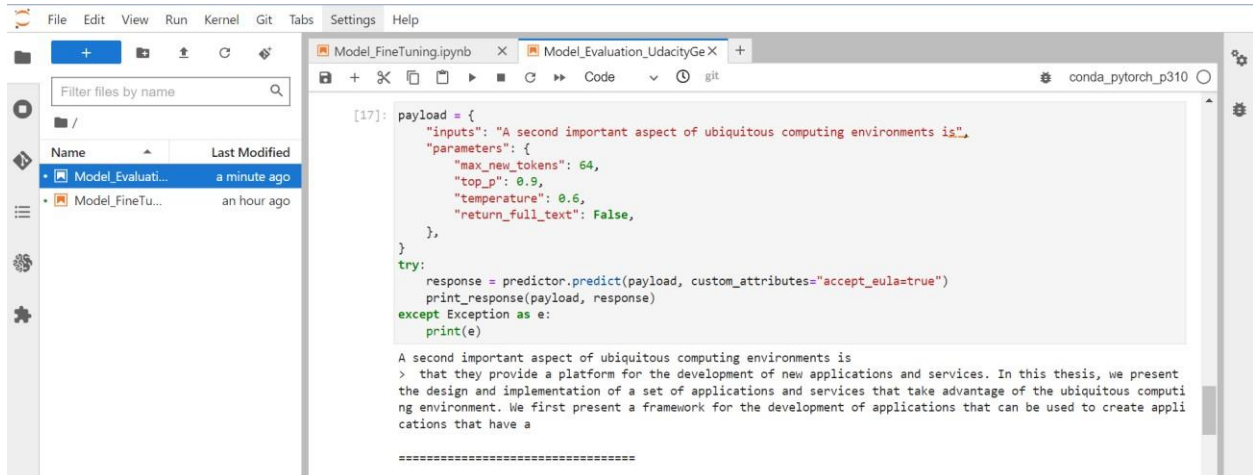 File Edit View Run Kernel Git Tabs Settings Help
Model_FineTuning.ipynb
Model_Evaluation_UdacityGe
Code
git
conda_pytorch_p310
Filter files by name
/
Name Last Modified
Model_Evaluati... a minute ago
Model_FineTu... an hour ago
[17]: payload = {
"inputs": "A second important aspect of ubiquitous computing environments is",
"parameters": {
"max_new_tokens": 64,
"top_p": 0.9,
"temperature": 0.6,
"return_full_text": False,
},
}
try:
response = predictor.predict(payload, custom_attributes="accept_eula=true")
print_response(payload, response)
except Exception as e:
print(e)
A second important aspect of ubiquitous computing environments is
> that they provide a platform for the development of new applications and services. In this thesis, we present
the design and implementation of a set of applications and services that take advantage of the ubiquitous computi
ng environment. We first present a framework for the development of applications that can be used to create appli
cations that have a
==================================